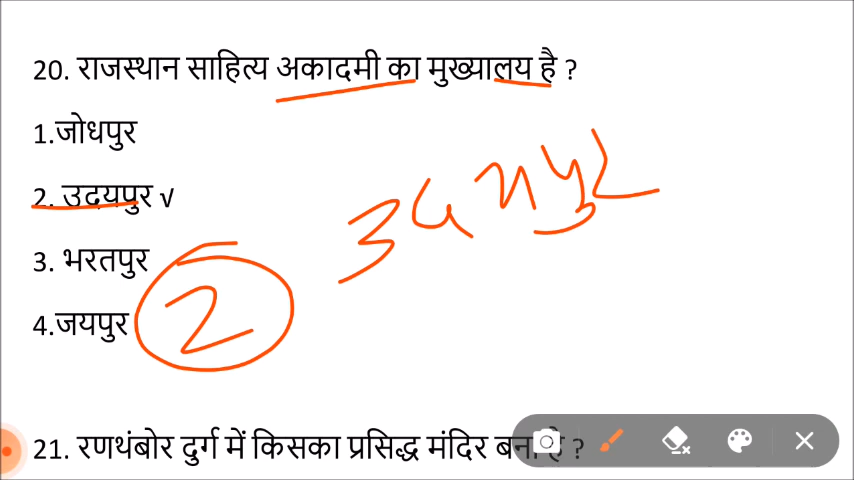 20. राजस्थान साहित्य अकादमी का मुख्यालय है ?
1.जोधपुर
2. उदयपुर √
उदयपुर
3. भरतपुर
2
4.जयपुर
21. रणथंबोर दुर्ग में किसका प्रसिद्ध मंदिर बना है ?